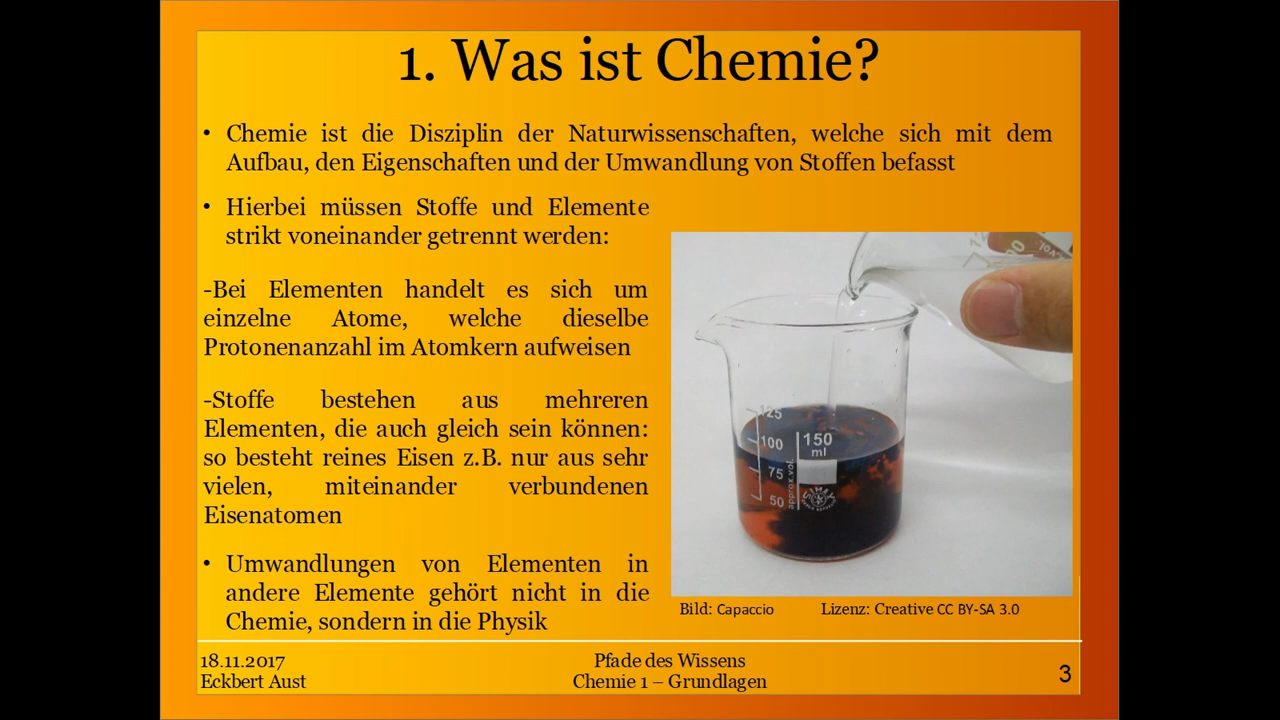 1. Was ist Chemie?
• Chemie ist die Disziplin der Naturwissenschaften, welche sich mit dem
Aufbau, den Eigenschaften und der Umwandlung von Stoffen befasst
• Hierbei müssen Stoffe und Elemente
strikt voneinander getrennt werden:
-Bei Elementen handelt es sich um
einzelne Atome, welche dieselbe
Protonenanzahl im Atomkern aufweisen
-Stoffe bestehen aus mehreren
Elementen, die auch gleich sein können:
so besteht reines Eisen z.B. nur aus sehr
vielen, miteinander verbundenen
Eisenatomen
• Umwandlungen von Elementen in
andere Elemente gehört nicht in die
Chemie, sondern in die Physik
125
100
75
50
150
ml
approx.vol.
SIMAX
Bild: Capaccio Lizenz: Creative CC BY-SA 3.0
18.11.2017
Eckbert Aust
Pfade des Wissens
Chemie 1 – Grundlagen
3